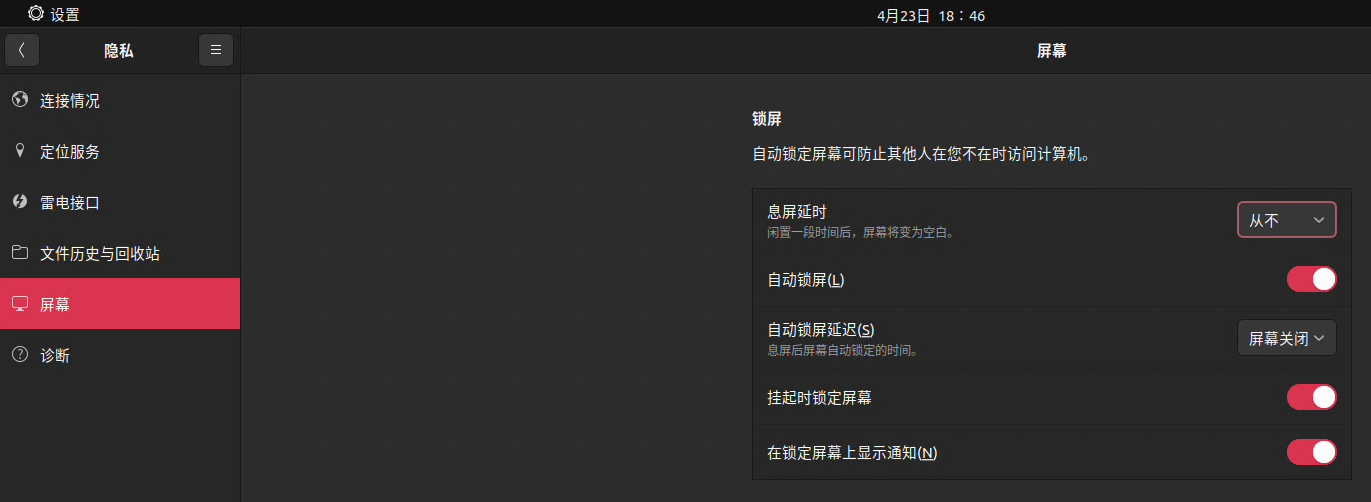 设置
4月23日 18：46
隐私
屏幕
连接情况
定位服务
雷电接口
文件历史与回收站
屏幕
诊断
锁屏
自动锁定屏幕可防止其他人在您不在时访问计算机。
息屏延时
从不
闲置一段时间后，屏幕将变为空白。
自动锁屏(L)
自动锁屏延迟(S)
屏幕关闭
息屏后屏幕自动锁定的时间。
挂起时锁定屏幕
在锁定屏幕上显示通知(N)